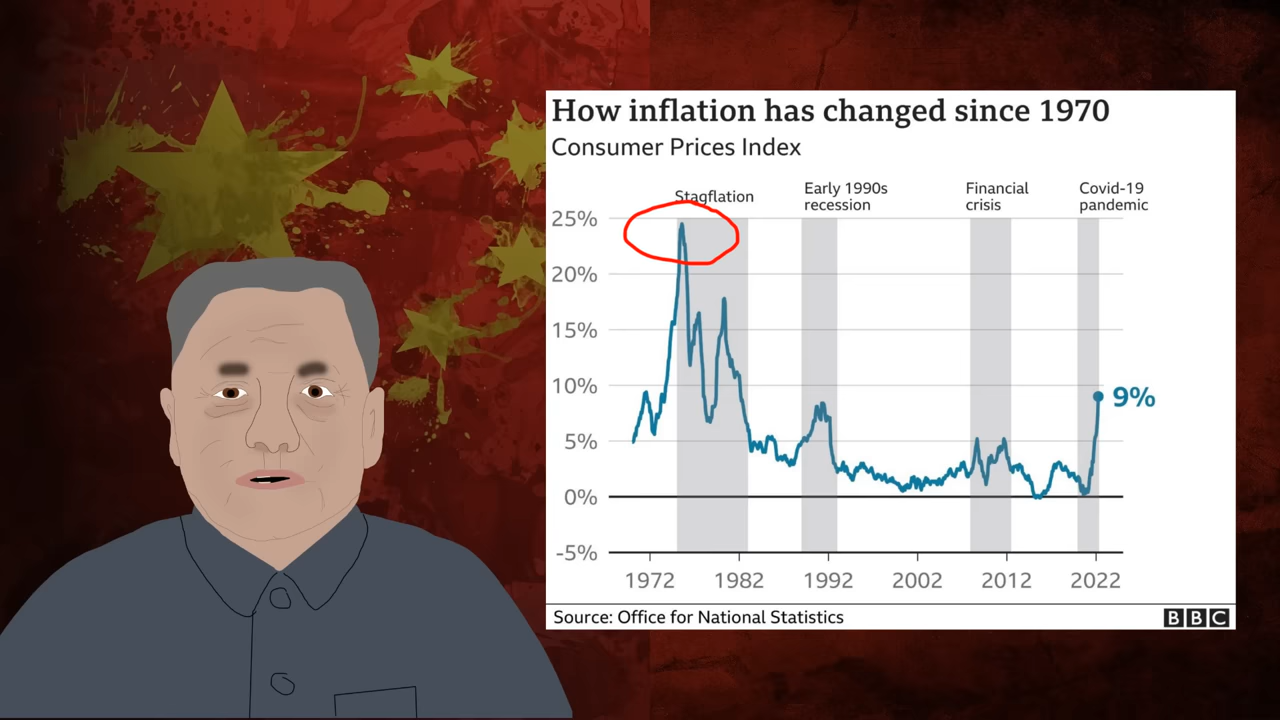 How inflation has changed since 1970
Consumer Prices Index
Stagflation
Early 1990s
recession
Financial
crisis
Covid-19
pandemic
25%
20%
15%
10%
5%
0%
-5%
9%
1972 1982 1992 2002 2012 2022
Source: Office for National Statistics
BBC